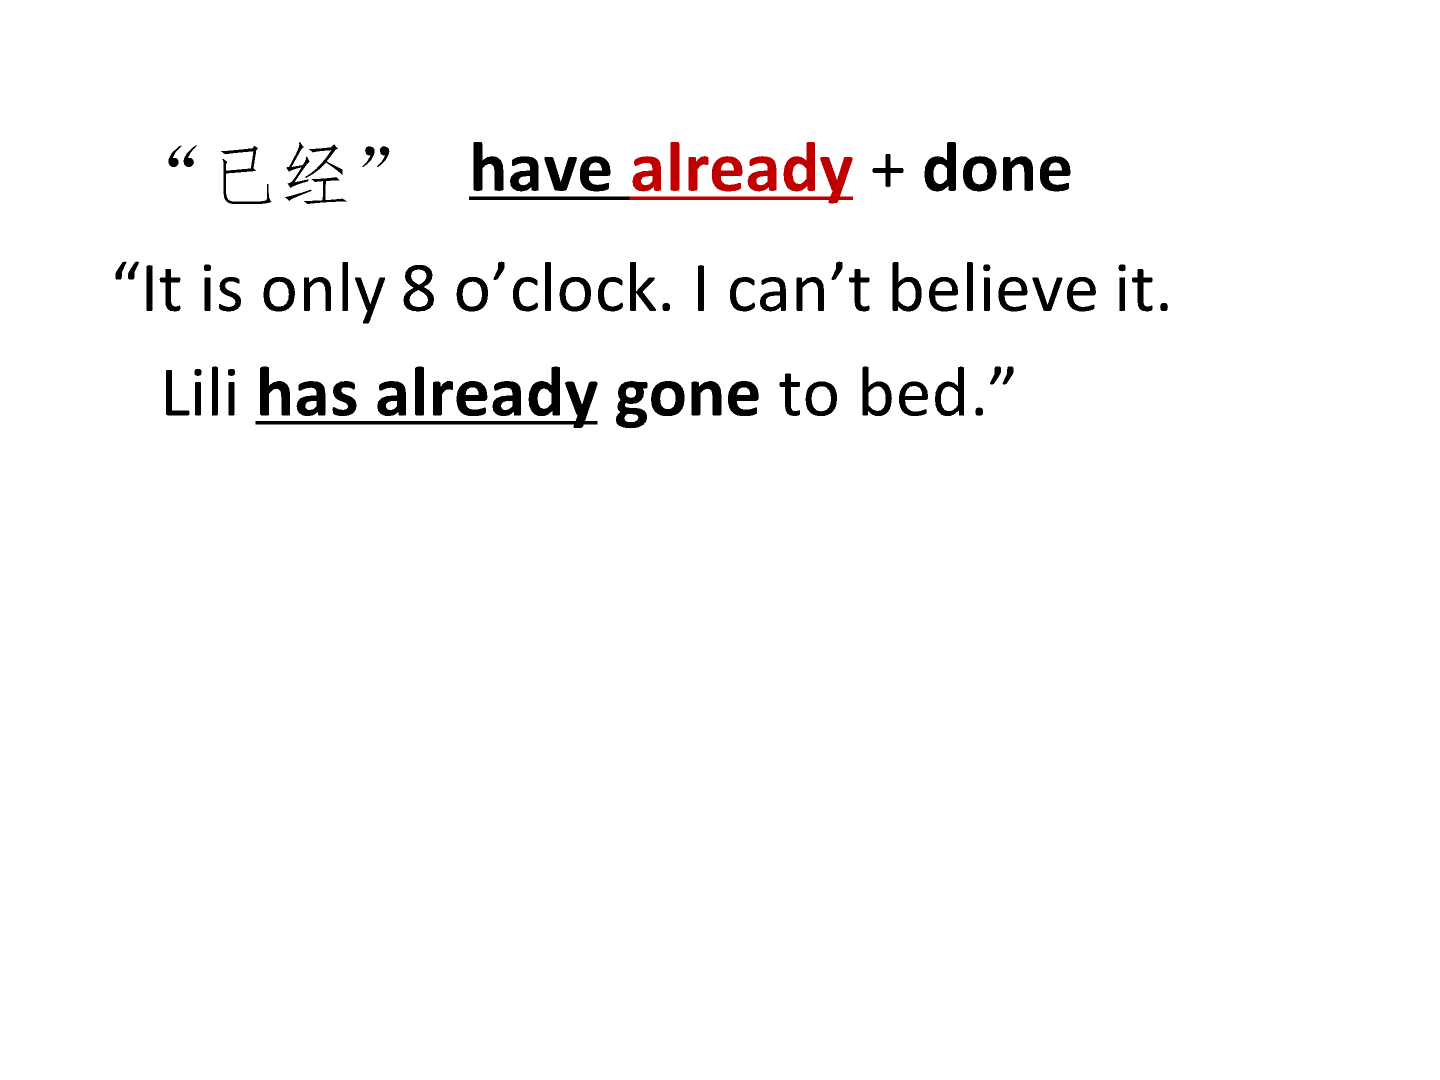 “已经” have already + done
“It is only 8 o’clock. I can’t believe it.
Lili has already gone to bed.”